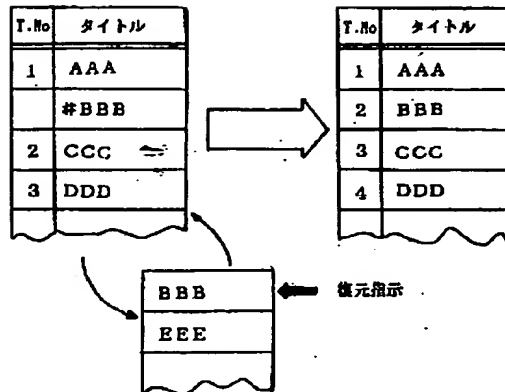 T.No タイトル
1 AAA
#BBB
2 CCC
3 DDD
T.No タイトル
1 AAA
2 BBB
3 CCC
4 DDD
BBB
EEE
復元指示